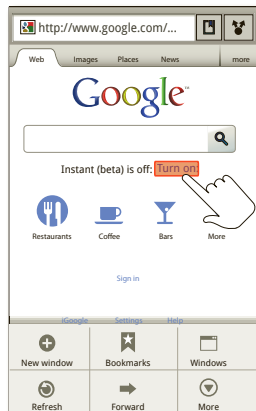 http://www.Google.com/...
Web Images Places News more
Google
Instant (beta) is off: Turn on
Restaurants Coffee Bars More
Sign in
iGoogle Settings Help
New window Bookmarks Windows
Refresh Forward More